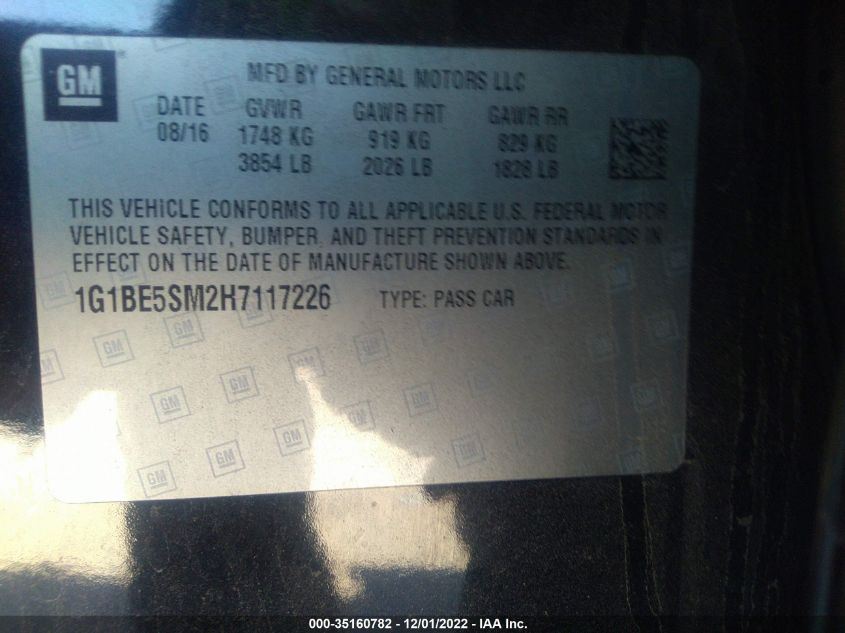 GM
MFD BY GENERAL MOTORS LLC
DATE GVWR GAWR FRT GAWR RR
08/16 1748 KG 919 KG 829 KG
3854 LB 2026 LB 1828 LB
THIS VEHICLE CONFORMS TO ALL APPLICABLE U.S. FEDERAL MOTOR
VEHICLE SAFETY, BUMPER, AND THEFT PREVENTION STANDARDS IN
EFFECT ON THE DATE OF MANUFACTURE SHOWN ABOVE.
1G1BE5SM2H7117226 TYPE: PASS CAR
000-35160782 - 12/01/2022 - IAA Inc.